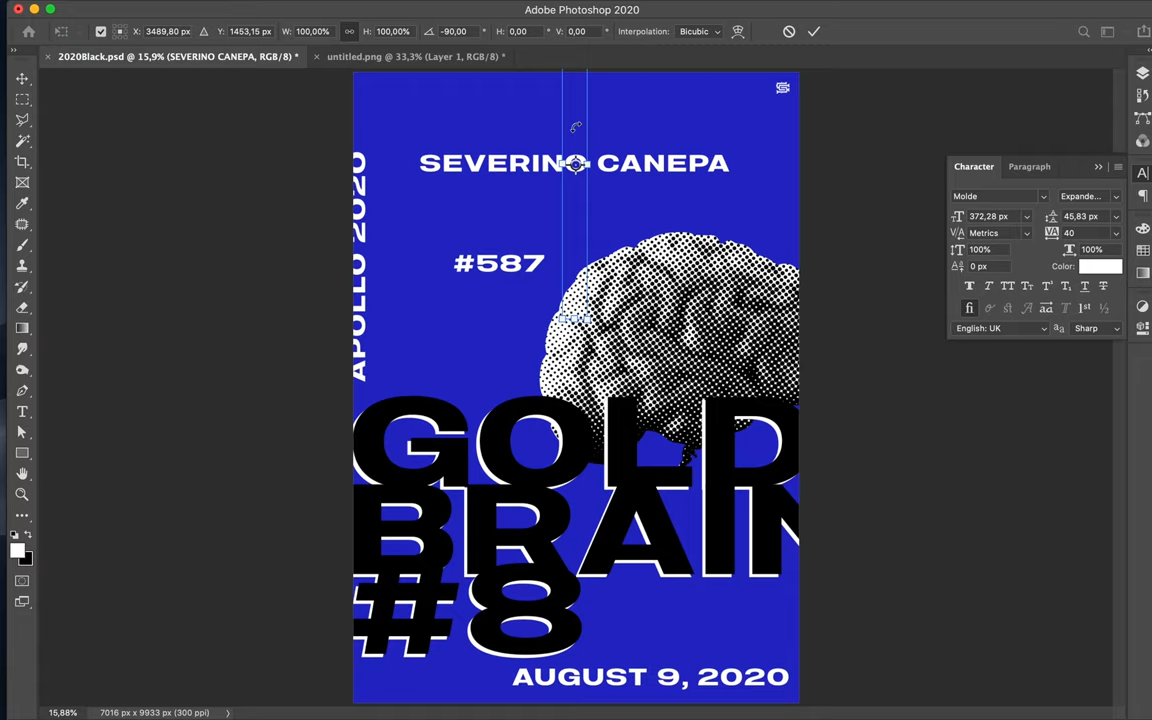 Adobe Photoshop 2020
X: 3489,80 px Y: 1453,15 px W: 100,00% H: 100,00% -90,00 ° H: 0,00 V: 0,00 Interpolation: Bicubic
× 2020Black.psd @ 15,9% (SEVERINO CANEPA, RGB/8) * × untitled.png @ 33,3% (Layer 1, RGB/8) *
SEVERINO CANEPA
APOLLO 2020
#587
GOLD
BRAIN
#8
AUGUST 9, 2020
Character Paragraph
Molde Expande...
372,28 px 45,83 px
Metrics 40
100% 100%
0 px Color:
English: UK Sharp
15,88% 7016 px x 9933 px (300 ppi)